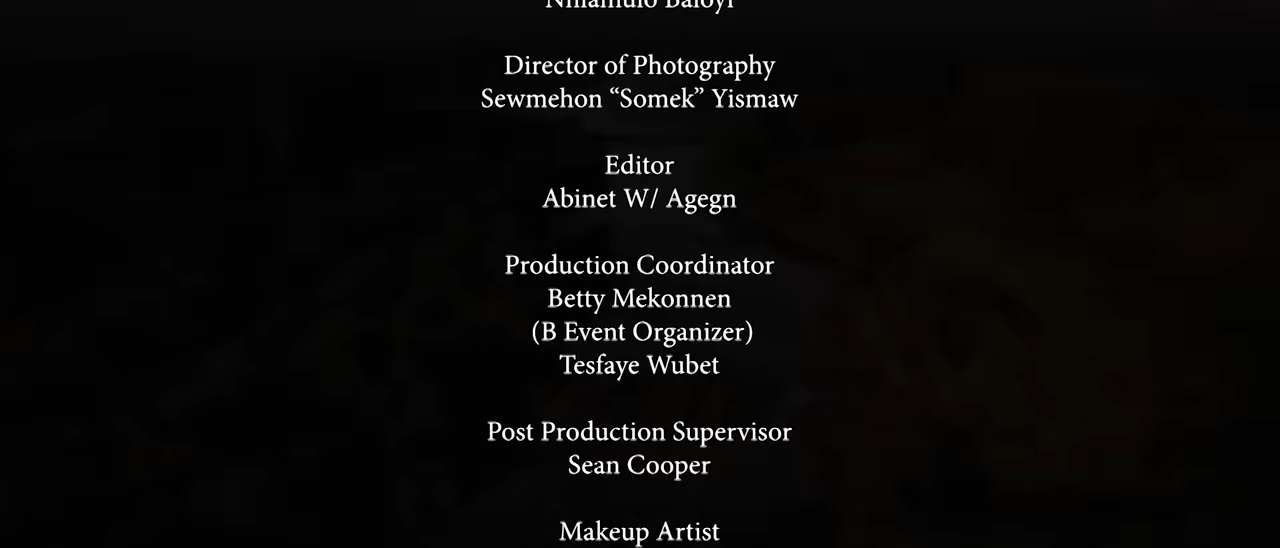 Baloyi
Director of Photography
Sewmehon “Somek” Yismaw
Editor
Abinet W/ Agegn
Production Coordinator
Betty Mekonnen
(B Event Organizer)
Tesfaye Wubet
Post Production Supervisor
Sean Cooper
Makeup Artist